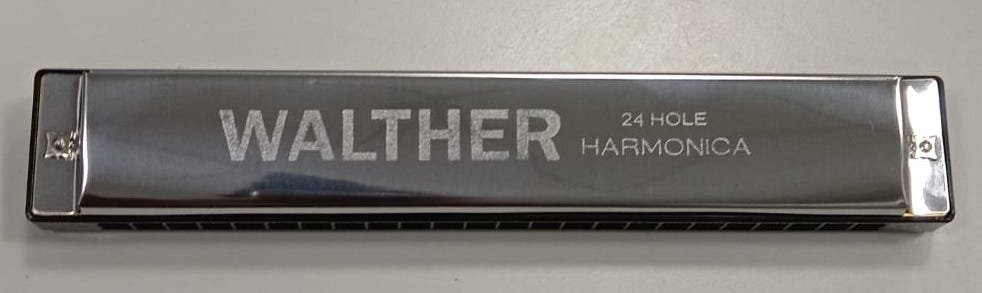 WALTHER
24 HOLE
HARMONICA